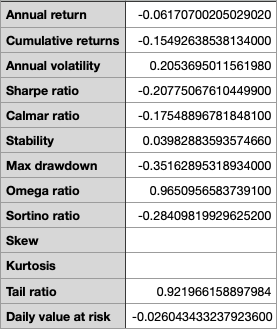 Annual return -0.06170700205029020
Cumulative returns -0.15492638538134000
Annual volatility 0.2053695011561980
Sharpe ratio -0.20775067610449900
Calmar ratio -0.17548896781848100
Stability 0.03982883593574660
Max drawdown -0.35162895318934000
Omega ratio 0.9650956583739100
Sortino ratio -0.28409819929625200
Skew
Kurtosis
Tail ratio 0.921966158897984
Daily value at risk -0.026043433237923600